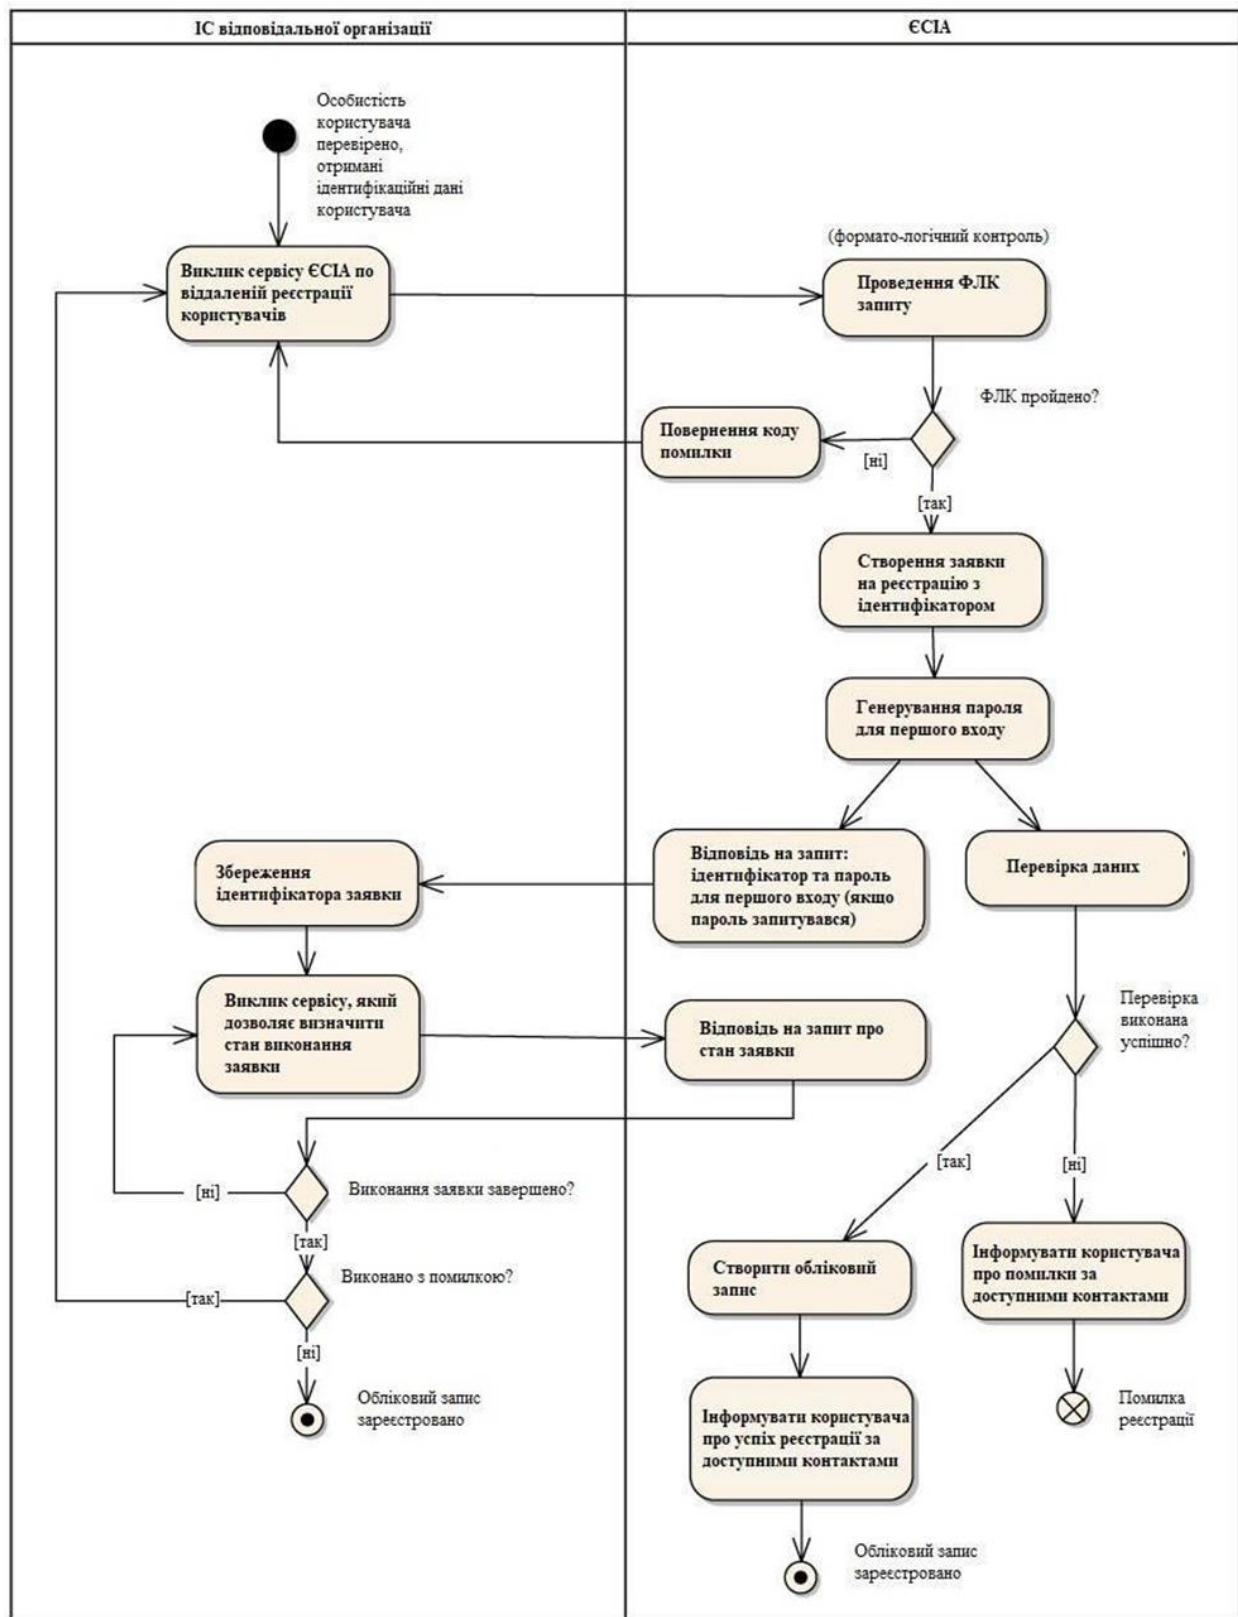 ІС відповідальної організації
ЄСІА
Особистість
користувача
перевірено,
отримані
ідентифікаційні дані
користувача
(формато-логічний контроль)
Виклик сервісу ЄСІА по
віддаленій реєстрації
користувачів
Проведення ФЛК
запиту
ФЛК пройдено?
Повернення коду
помилки
[ні]
[так]
Створення заявки
на реєстрацію з
ідентифікатором
Генерування пароля
для першого входу
Збереження
ідентифікатора заявки
Відповідь на запит:
ідентифікатор та пароль
для першого входу (якщо
пароль запитувався)
Перевірка даних
Виклик сервісу, який
дозволяє визначити
стан виконання
заявки
Відповідь на запит про
стан заявки
Перевірка
виконана
успішно?
[так]
[ні]
[ні]
Виконання заявки завершено?
[так]
Виконано з помилкою?
[так]
[ні]
Створити обліковий
запис
Інформувати користувача
про помилки за
доступними контактами
Обліковий запис
зареєстровано
Інформувати користувача
про успіх реєстрації за
доступними контактами
Помилка
реєстрації
Обліковий запис
зареєстровано